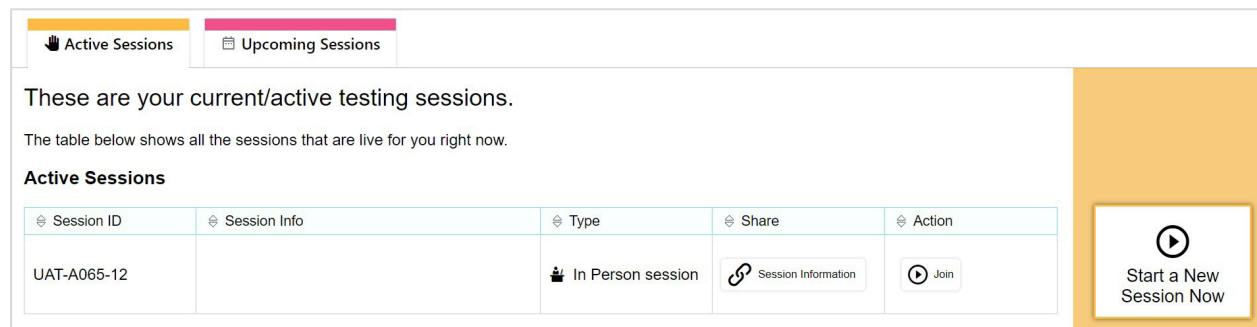 Active Sessions
Upcoming Sessions
These are your current/active testing sessions.
The table below shows all the sessions that are live for you right now.
Active Sessions
Session ID Session Info Type Share Action
UAT-A065-12 In Person session Session Information Join
Start a New
Session Now